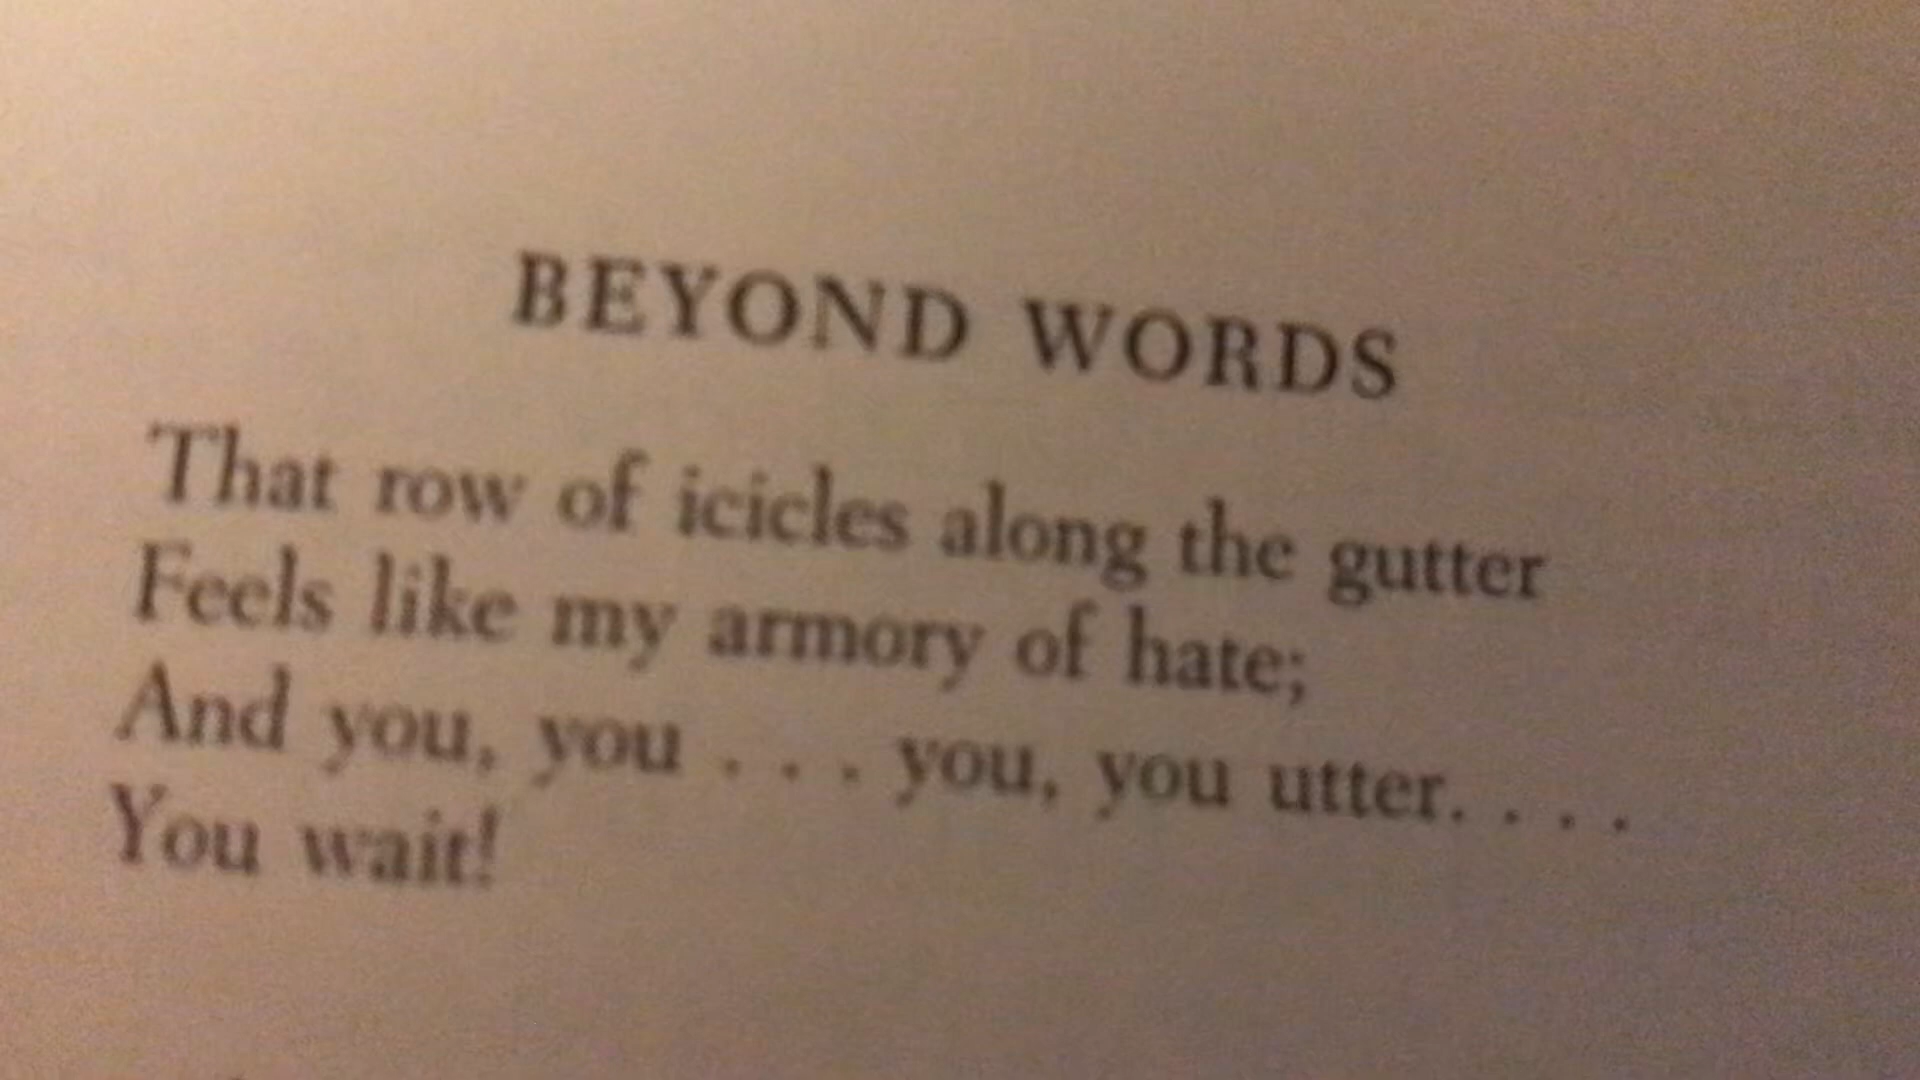 BEYOND WORDS
That row of icicles along the gutter
Feels like my armory of hate;
And you, you . . . you, you utter. . . .
You wait!